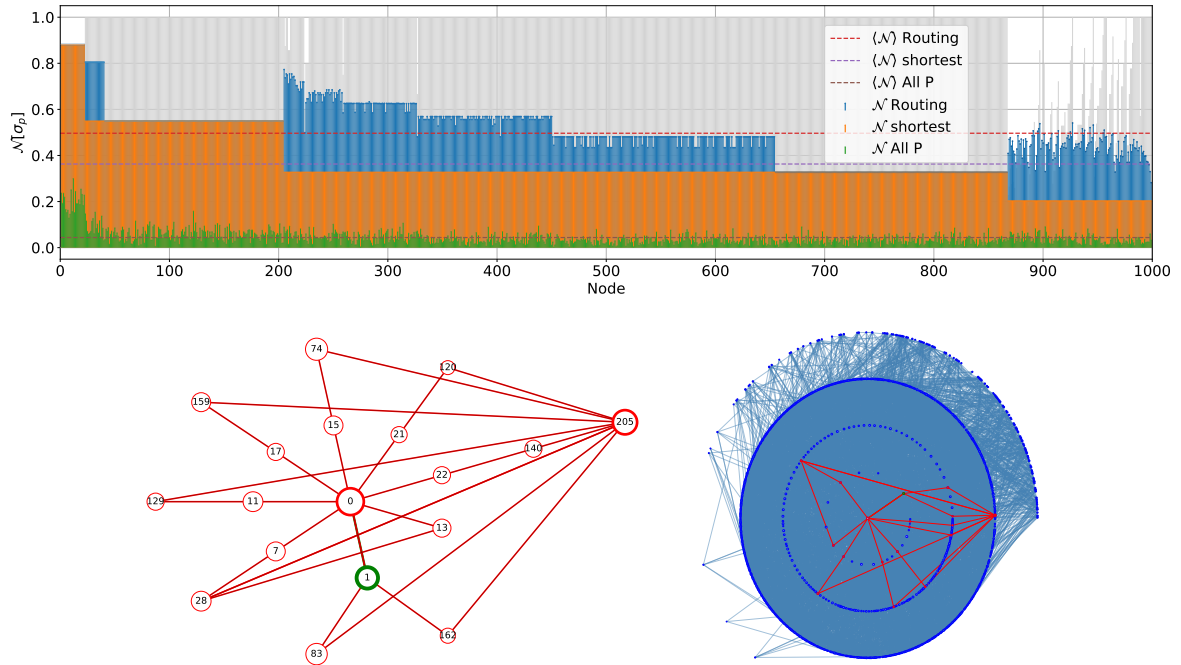 1.0
0.8
0.6
0.4
0.2
0.0
𝒩[σₚ]
⟨𝒩⟩ Routing
⟨𝒩⟩ shortest
⟨𝒩⟩ All P
𝒩 Routing
𝒩 shortest
𝒩 All P
0 100 200 300 400 500 600 700 800 900 1000
Node
74
120
159
205
15
21
17
140
22
129
11
0
13
7
1
28
162
83